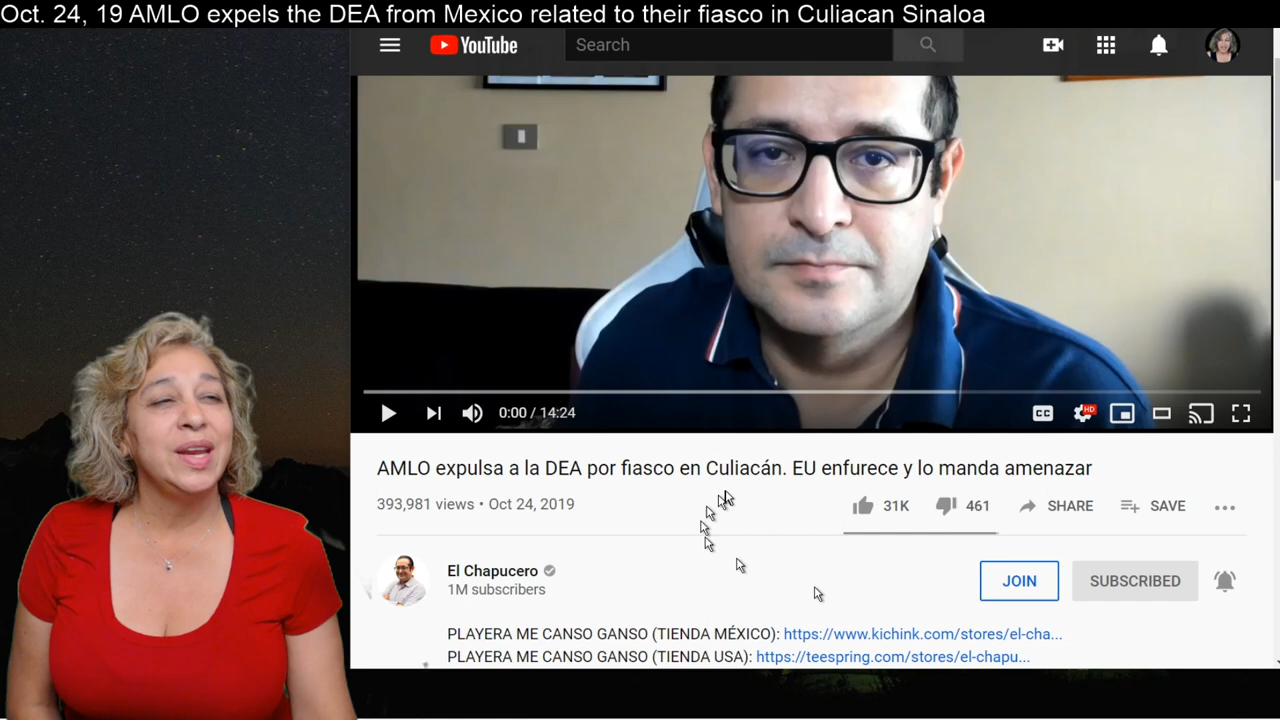 Oct. 24, 19 AMLO expels the DEA from Mexico related to their fiasco in Culiacan Sinaloa
YouTube
Search
HD
0:00 / 14:24
CC
AMLO expulsa a la DEA por fiasco en Culiacán. EU enfurece y lo manda amenazar
393,981 views • Oct 24, 2019
31K
461
SHARE
SAVE
El Chapucero
1M subscribers
JOIN
SUBSCRIBED
PLAYERA ME CANSO GANSO (TIENDA MÉXICO): https://www.kichink.com/stores/el-cha...
PLAYERA ME CANSO GANSO (TIENDA USA): https://teespring.com/stores/el-chapu...